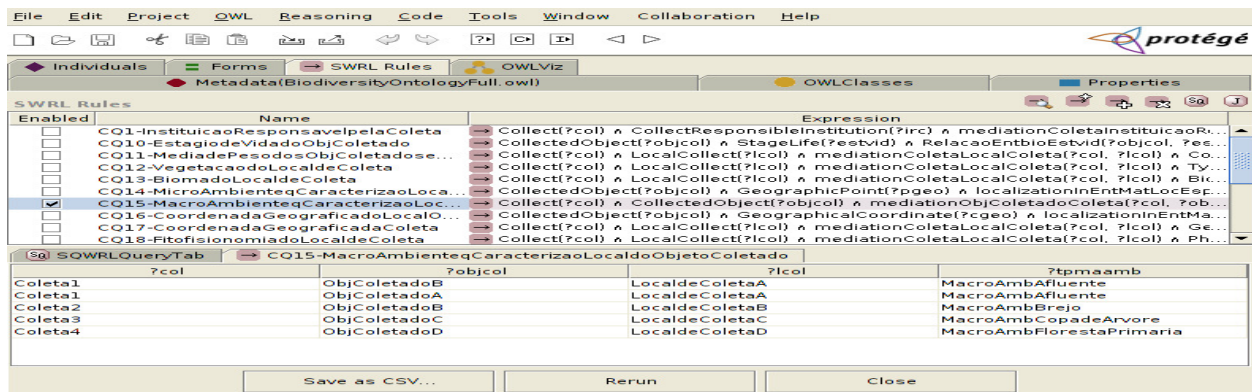 File Edit Project OWL Reasoning Code Tools Window Collaboration Help
protégé
Individuals Forms SWRL Rules OWLViz
Metadata(BiodiversityOntologyFull.owl) OWLClasses Properties
SWRL Rules
Enabled Name Expression
CQ1-InstituicaoResponsavelpelaColeta Collect(?col) ∧ CollectResponsibleInstitution(?irc) ∧ mediationColetaInstituicaoR...
CQ10-EstagiodeVidadoObjColetado CollectedObject(?objcol) ∧ StageLife(?estvid) ∧ RelacaoEntbioEstvid(?objcol, ?es...
CQ11-MediadePesodosObjColetadose... Collect(?col) ∧ LocalCollect(?lcol) ∧ mediationColetaLocalColeta(?col, ?lcol) ∧ Co...
CQ12-VegetacaodoLocaldeColeta Collect(?col) ∧ LocalCollect(?lcol) ∧ mediationColetaLocalColeta(?col, ?lcol) ∧ Ty...
CQ13-BiomadoLocaldeColeta Collect(?col) ∧ LocalCollect(?lcol) ∧ mediationColetaLocalColeta(?col, ?lcol) ∧ Bi...
CQ14-MicroAmbienteqCaracterizaoLoca... CollectedObject(?objcol) ∧ GeographicPoint(?pgeo) ∧ localizationInEntMatLocEsp...
CQ15-MacroAmbienteqCaracterizaoLoc... Collect(?col) ∧ CollectedObject(?objcol) ∧ mediationObjColetadoColeta(?col, ?ob...
CQ16-CoordenadaGeograficadoLocalO... CollectedObject(?objcol) ∧ GeographicalCoordinate(?cgeo) ∧ localizationInEntMa...
CQ17-CoordenadaGeograficadaColeta Collect(?col) ∧ LocalCollect(?lcol) ∧ mediationColetaLocalColeta(?col, ?lcol) ∧ Ge...
CQ18-FitofisionomiadoLocaldeColeta Collect(?col) ∧ LocalCollect(?lcol) ∧ mediationColetaLocalColeta(?col, ?lcol) ∧ Ph...
SQ SQWRLQueryTab CQ15-MacroAmbienteqCaracterizaoLocaldoObjetoColetado
?col ?objcol ?lcol ?tpmaamb
Coleta1 ObjColetadoB LocaldeColetaA MacroAmbAfluente
Coleta1 ObjColetadoA LocaldeColetaA MacroAmbAfluente
Coleta2 ObjColetadoB LocaldeColetaB MacroAmbBrejo
Coleta3 ObjColetadoC LocaldeColetaC MacroAmbCopadeArvore
Coleta4 ObjColetadoD LocaldeColetaD MacroAmbFlorestaPrimaria
Save as CSV... Rerun Close